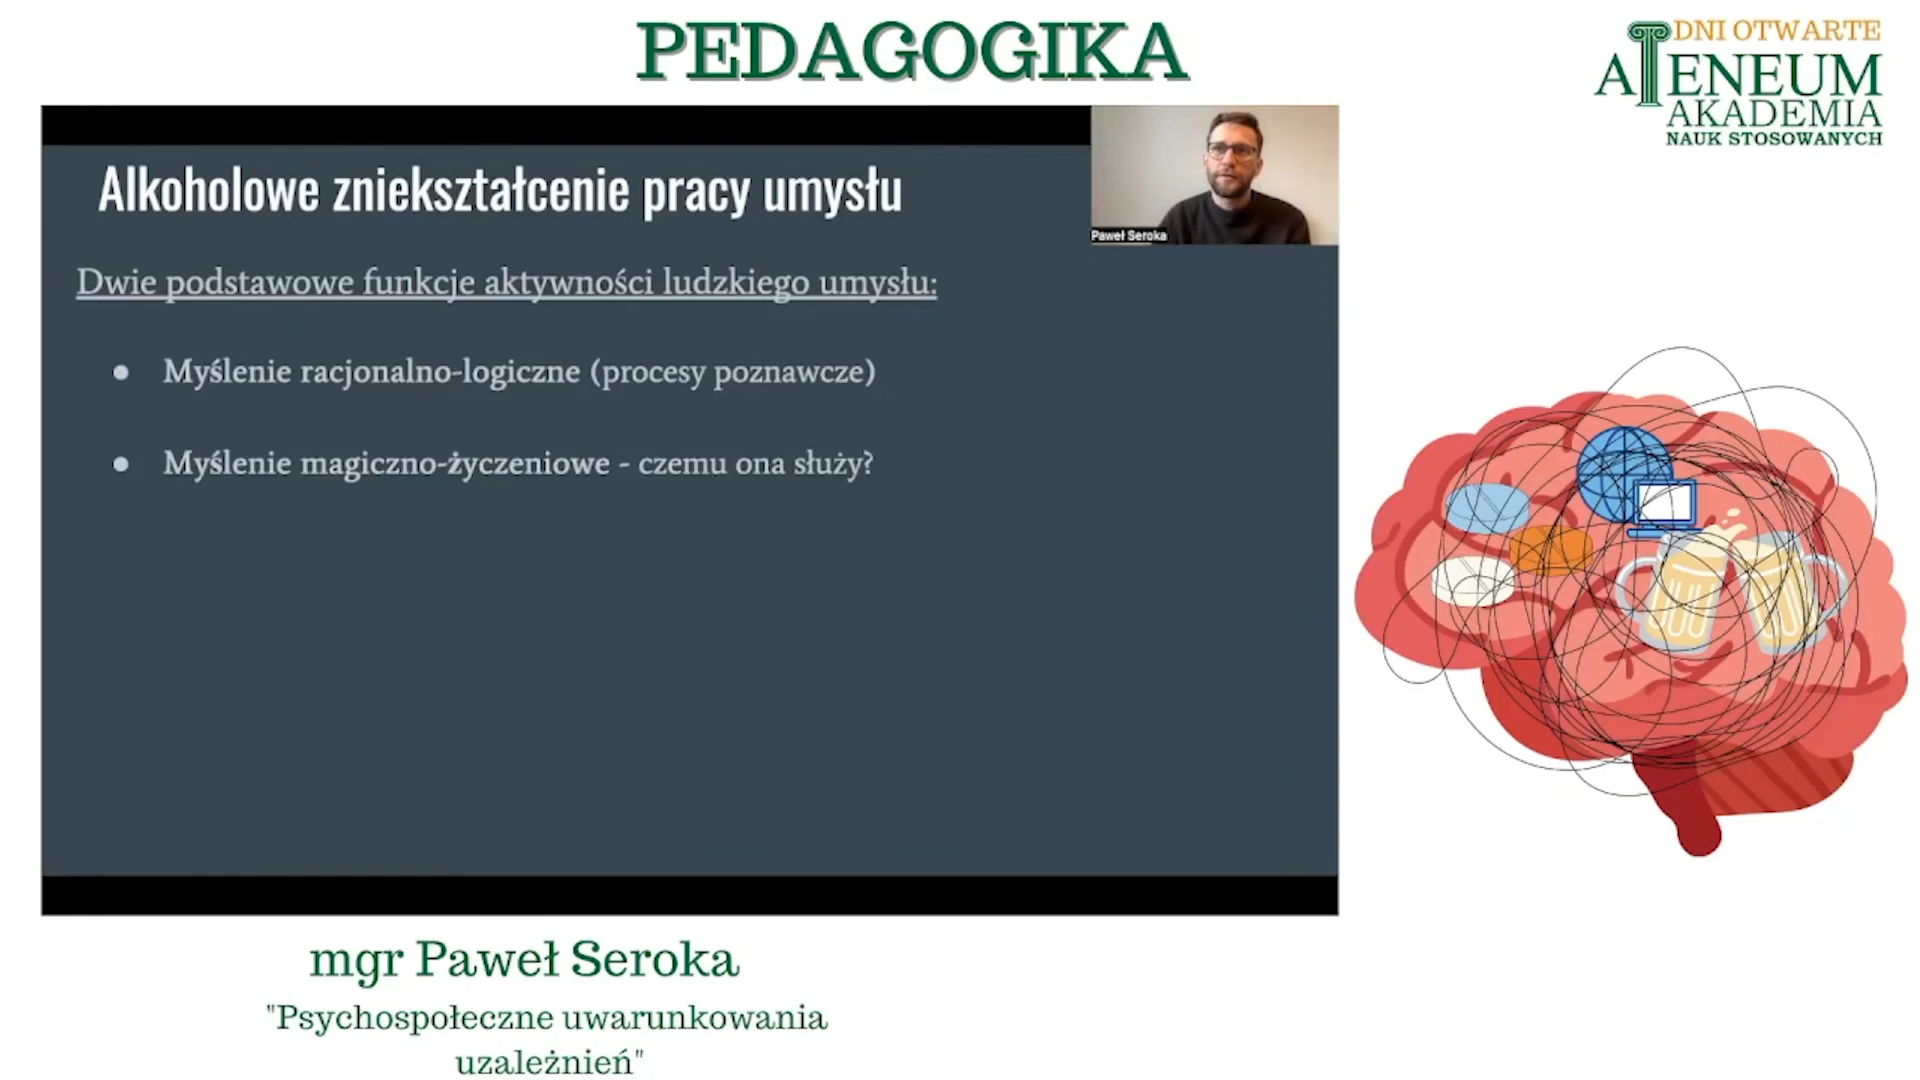 PEDAGOGIKA
DNI OTWARTE
ATENEUM
AKADEMIA
NAUK STOSOWANYCH
Alkoholowe zniekształcenie pracy umysłu
Paweł Seroka
Dwie podstawowe funkcje aktywności ludzkiego umysłu:
● Myślenie racjonalno-logiczne (procesy poznawcze)
● Myślenie magiczno-życzeniowe - czemu ona służy?
mgr Paweł Seroka
"Psychospołeczne uwarunkowania
uzależnień"